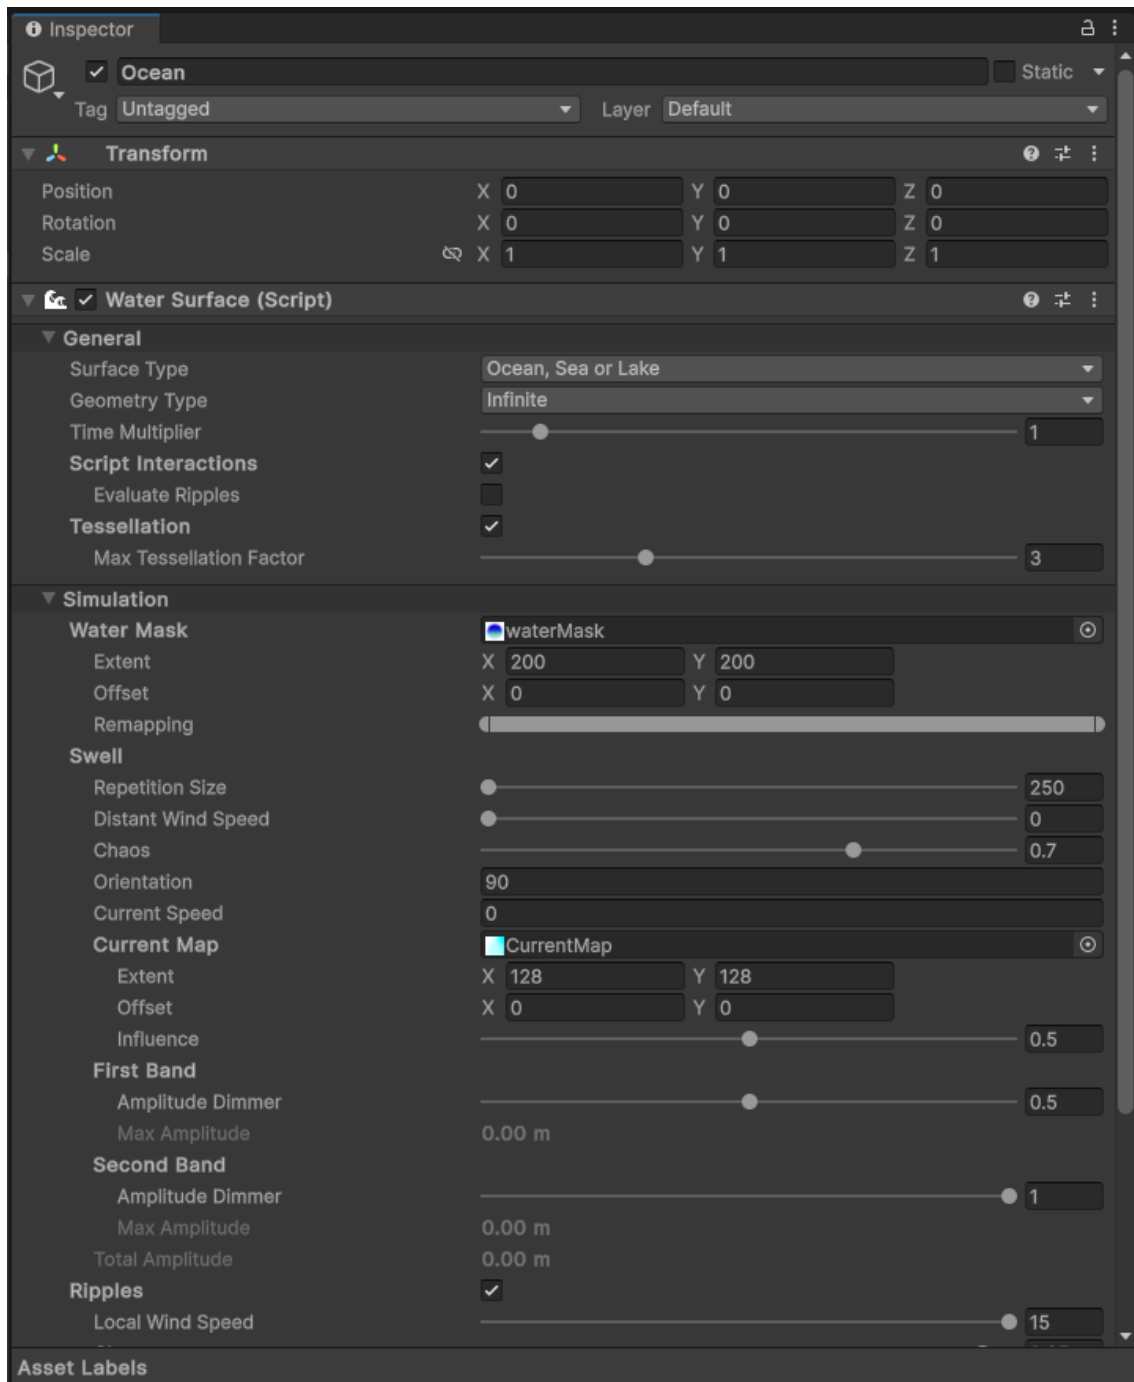 Inspector
Ocean Static
Tag Untagged Layer Default
Transform
Position X 0 Y 0 Z 0
Rotation X 0 Y 0 Z 0
Scale X 1 Y 1 Z 1
Water Surface (Script)
General
Surface Type Ocean, Sea or Lake
Geometry Type Infinite
Time Multiplier 1
Script Interactions
Evaluate Ripples
Tessellation
Max Tessellation Factor 3
Simulation
Water Mask waterMask
Extent X 200 Y 200
Offset X 0 Y 0
Remapping
Swell
Repetition Size 250
Distant Wind Speed 0
Chaos 0.7
Orientation 90
Current Speed 0
Current Map CurrentMap
Extent X 128 Y 128
Offset X 0 Y 0
Influence 0.5
First Band
Amplitude Dimmer 0.5
Max Amplitude 0.00 m
Second Band
Amplitude Dimmer 1
Max Amplitude 0.00 m
Total Amplitude 0.00 m
Ripples
Local Wind Speed 15
Asset Labels